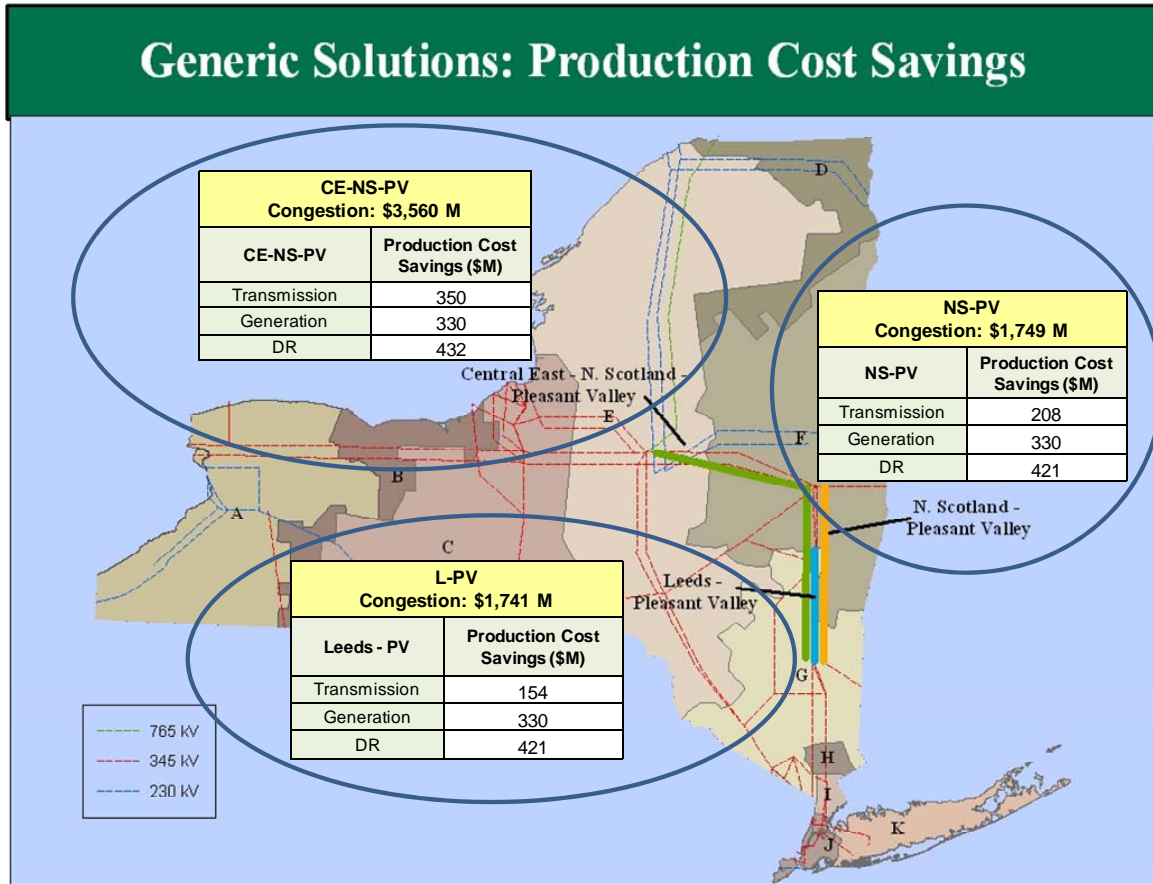 Generic Solutions: Production Cost Savings
CE-NS-PV
Congestion: $3,560 M
CE-NS-PV
Production Cost
Savings ($M)
Transmission 350
Generation 330
DR 432
NS-PV
Congestion: $1,749 M
NS-PV
Production Cost
Savings ($M)
Transmission 208
Generation 330
DR 421
D
Central East - N. Scotland -
Pleasant Valley
E
F
B
A
C
N. Scotland -
Pleasant Valley
Leeds -
Pleasant Valley
L-PV
Congestion: $1,741 M
Leeds - PV
Production Cost
Savings ($M)
Transmission 154
Generation 330
DR 421
G
765 kV
345 kV
230 kV
H
I
K
J